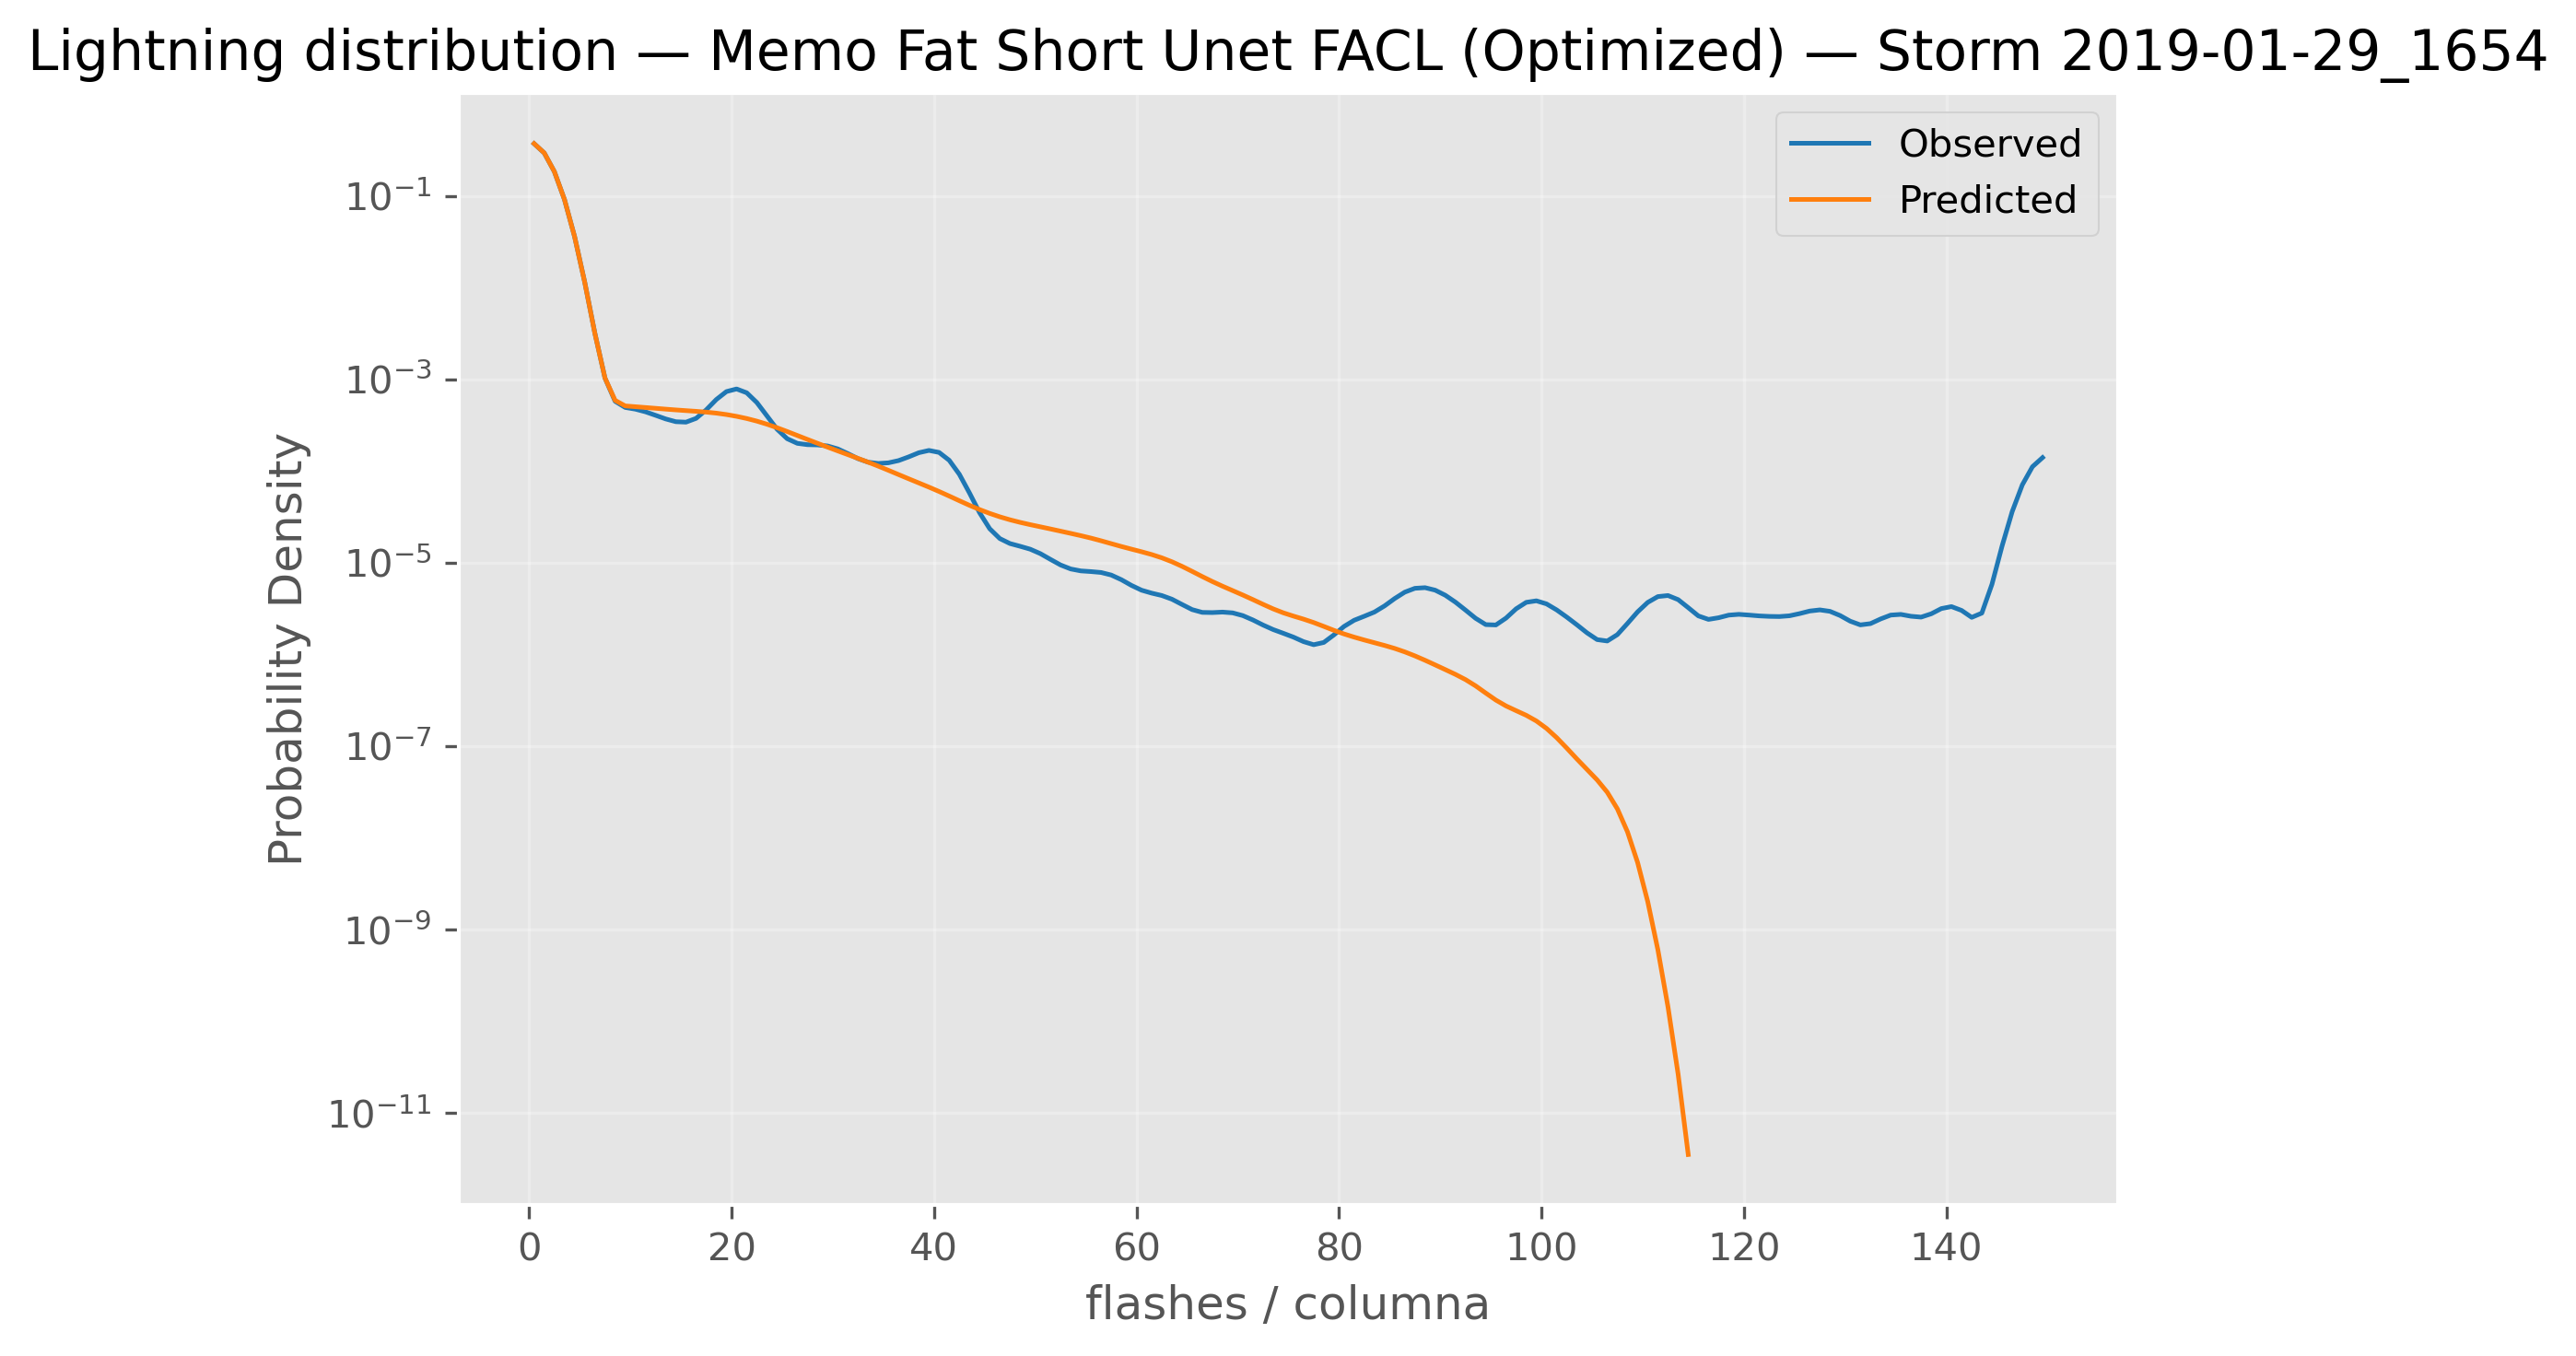 Lightning distribution — Memo Fat Short Unet FACL (Optimized) — Storm 2019-01-29_1654
Observed
Predicted
Probability Density
10⁻¹
10⁻³
10⁻⁵
10⁻⁷
10⁻⁹
10⁻¹¹
0 20 40 60 80 100 120 140
flashes / columna